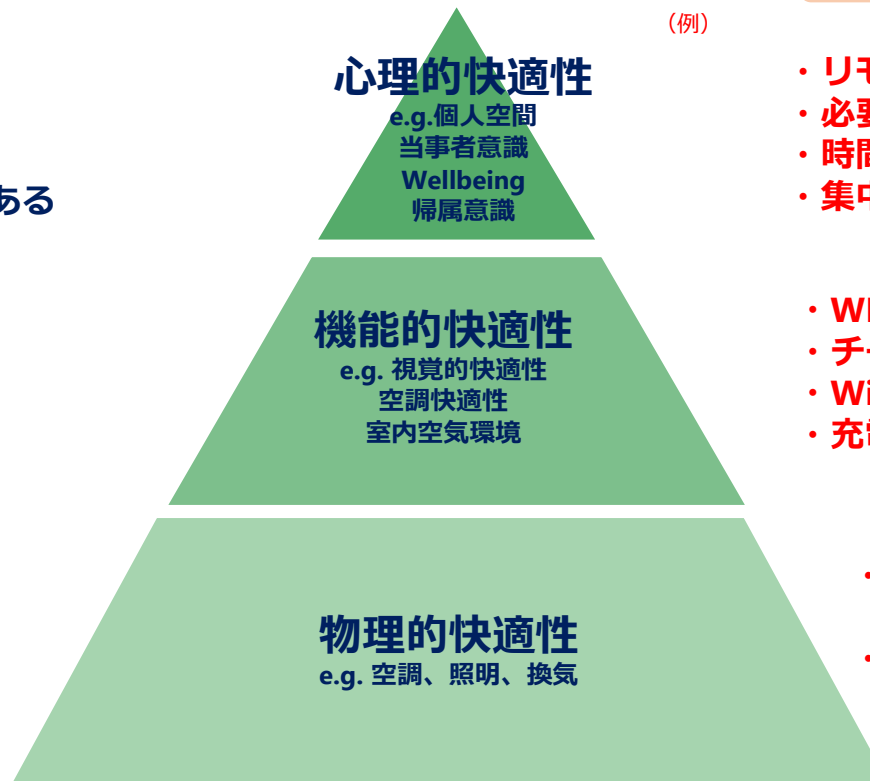 （例）
心理的快適性
e.g.個人空間
当事者意識
Wellbeing
帰属意識
ある
・リモ
・必要
・時間
・集中
機能的快適性
e.g. 視覚的快適性
空調快適性
室内空気環境
・チー
・Wi
・充電
物理的快適性
e.g. 空調、照明、換気